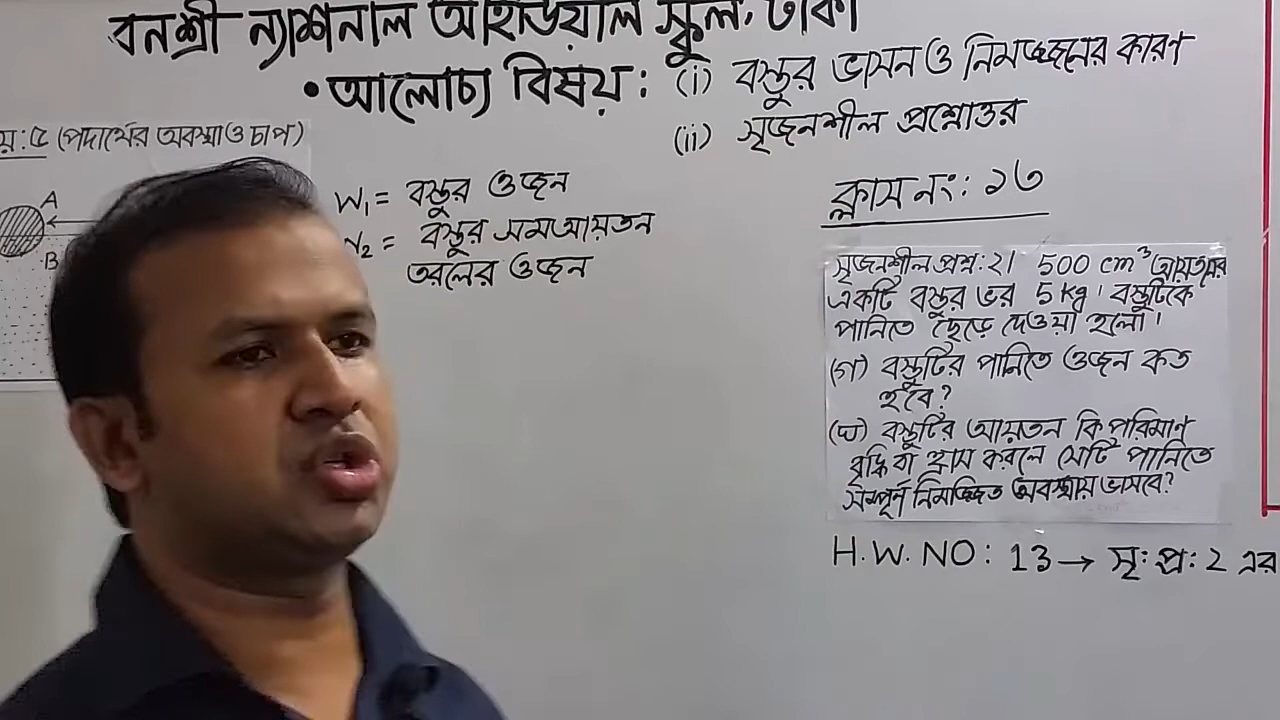 বনশ্রী ন্যাশনাল আইডিয়াল স্কুল, ঢাকা
• আলোচ্য বিষয় : (i) বস্তুর ভাসন ও নিমজ্জনের কারণ
(ii) সৃজনশীল প্রশ্নোত্তর
য়: ৫ (পদার্থের অবস্থা ও চাপ)
A
B
W₁ = বস্তুর ওজন
W₂ = বস্তুর সমআয়তন
তরলের ওজন
ক্লাস নং : ১৩
সৃজনশীল প্রশ্ন: ২। 500 cm³ আয়তনের
একটি বস্তুর ভর 5 kg। বস্তুটিকে
পানিতে ছেড়ে দেওয়া হলো।
(গ) বস্তুটির পানিতে ওজন কত
হবে?
(ঘ) বস্তুটির আয়তন কি পরিমাণ
বৃদ্ধি বা হ্রাস করলে সেটি পানিতে
সম্পূর্ন নিমজ্জিত অবস্থায় ভাসবে?
H.W. NO: 13 → সৃ: প্র: ২ এর